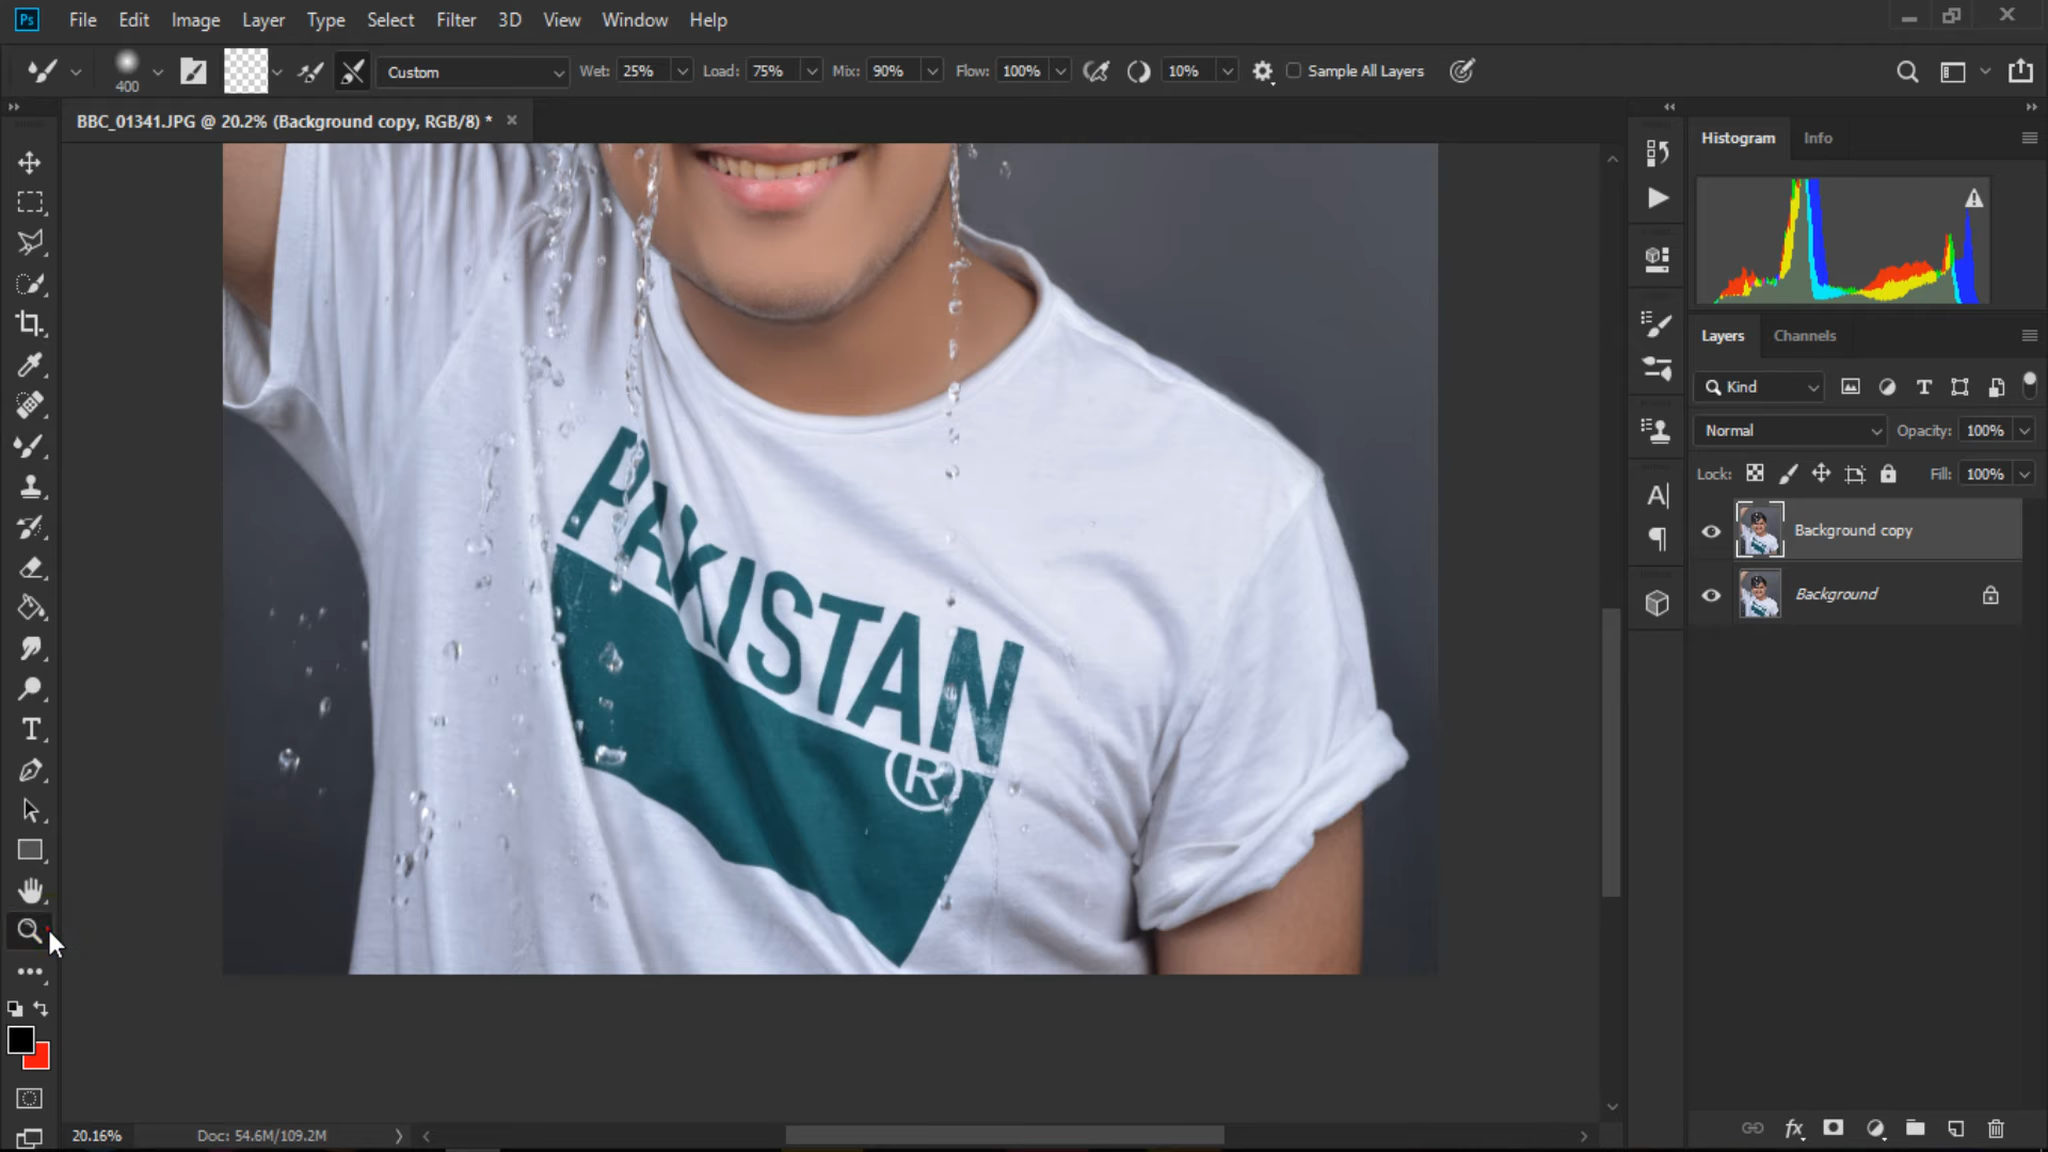 Ps File Edit Image Layer Type Select Filter 3D View Window Help
400 Custom Wet: 25% Load: 75% Mix: 90% Flow: 100% 10% Sample All Layers
BBC_01341.JPG @ 20.2% (Background copy, RGB/8) *
PAKISTAN
®
Histogram Info
Layers Channels
Kind
Normal Opacity: 100%
Lock: Fill: 100%
Background copy
Background
20.16% Doc: 54.6M/109.2M